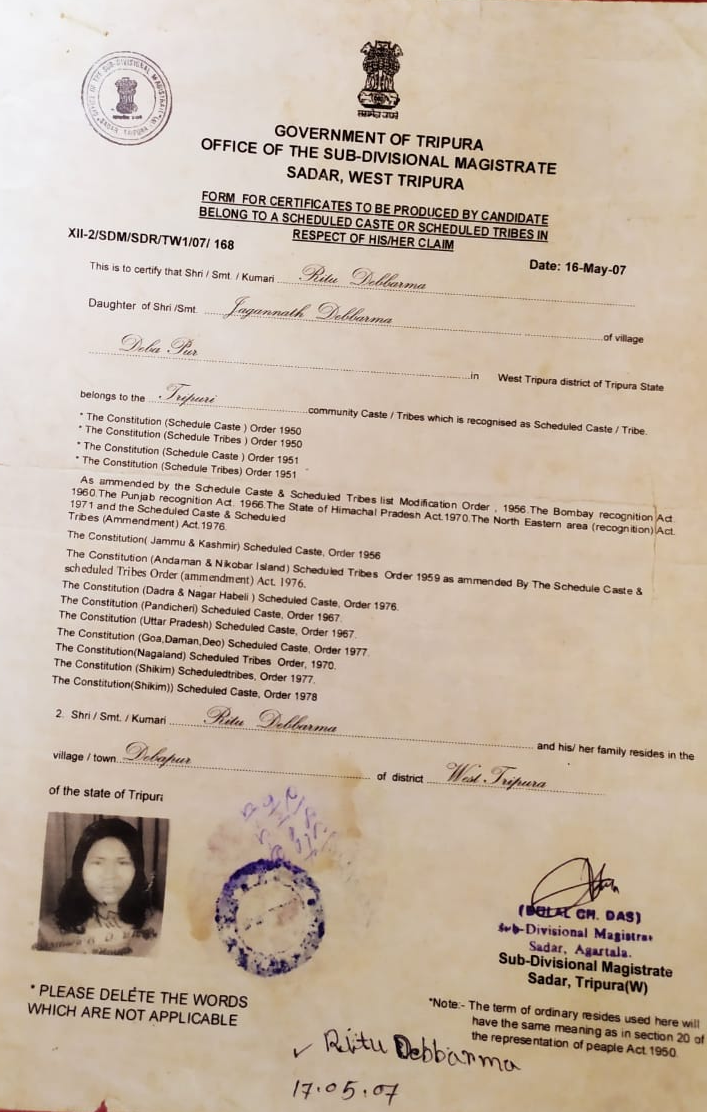 OFFICE OF THE SUB-DIVISIONAL MAGISTRATE
SADAR, TRIPURA (W)
सत्यमेव जयते
GOVERNMENT OF TRIPURA
OFFICE OF THE SUB-DIVISIONAL MAGISTRATE
SADAR, WEST TRIPURA
FORM FOR CERTIFICATES TO BE PRODUCED BY CANDIDATE
BELONG TO A SCHEDULED CASTE OR SCHEDULED TRIBES IN
RESPECT OF HIS/HER CLAIM
XII-2/SDM/SDR/TW1/07/ 168
Date: 16-May-07
This is to certify that Shri / Smt. / Kumari Ritu Debbarma
Daughter of Shri /Smt. Jagannath Debbarma of village
Deba Pur in West Tripura district of Tripura State
belongs to the Tripuri community Caste / Tribes which is recognised as Scheduled Caste / Tribe.
* The Constitution (Schedule Caste ) Order 1950
* The Constitution (Schedule Tribes ) Order 1950
* The Constitution (Schedule Caste ) Order 1951
* The Constitution (Schedule Tribes) Order 1951
As ammended by the Schedule Caste & Scheduled Tribes list Modification Order , 1956.The Bombay recognition Act.
1960.The Punjab recognition Act. 1966.The State of Himachal Pradesh Act.1970.The North Eastern area (recognition) Act.
1971 and the Scheduled Caste & Scheduled
Tribes (Ammendment) Act.1976.
The Constitution( Jammu & Kashmir) Scheduled Caste, Order 1956
The Constitution (Andaman & Nikobar Island) Scheduled Tribes Order 1959 as ammended By The Schedule Caste &
scheduled Tribes Order (ammendment) Act. 1976.
The Constitution (Dadra & Nagar Habeli ) Scheduled Caste, Order 1976.
The Constitution (Pandicheri) Scheduled Caste, Order 1967.
The Constitution (Uttar Pradesh) Scheduled Caste, Order 1967.
The Constitution (Goa,Daman,Deo) Scheduled Caste, Order 1977.
The Constitution(Nagaland) Scheduled Tribes Order, 1970.
The Constitution (Shikim) Scheduledtribes, Order 1977.
The Constitution(Shikim)) Scheduled Caste, Order 1978
2. Shri / Smt. / Kumari Ritu Debbarma and his/ her family resides in the
village / town Debapur of district West Tripura
of the state of Tripura
(DULAL CH. DAS)
Sub-Divisional Magistrate
Sadar, Agartala.
Sub-Divisional Magistrate
Sadar, Tripura(W)
* PLEASE DELETE THE WORDS
WHICH ARE NOT APPLICABLE
*Note:- The term of ordinary resides used here will
have the same meaning as in section 20 of
the representation of peaple Act.1950.
Ritu Debbarma
17.05.07